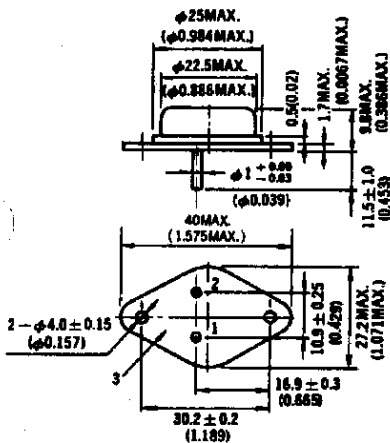 φ25MAX.
(φ0.984MAX.)
φ22.5MAX.
(φ0.886MAX.)
0.5(0.02)
1.7MAX.
(0.0067MAX.)
9.8MAX.
(0.386MAX.)
φ1
(φ0.039)
11.5±1.0
(0.453)
40MAX.
(1.575MAX.)
2
1
2-φ4.0±0.15
(φ0.157)
3
10.9±0.25
(0.429)
27.2MAX.
(1.071MAX.)
16.9±0.3
(0.665)
30.2±0.2
(1.189)